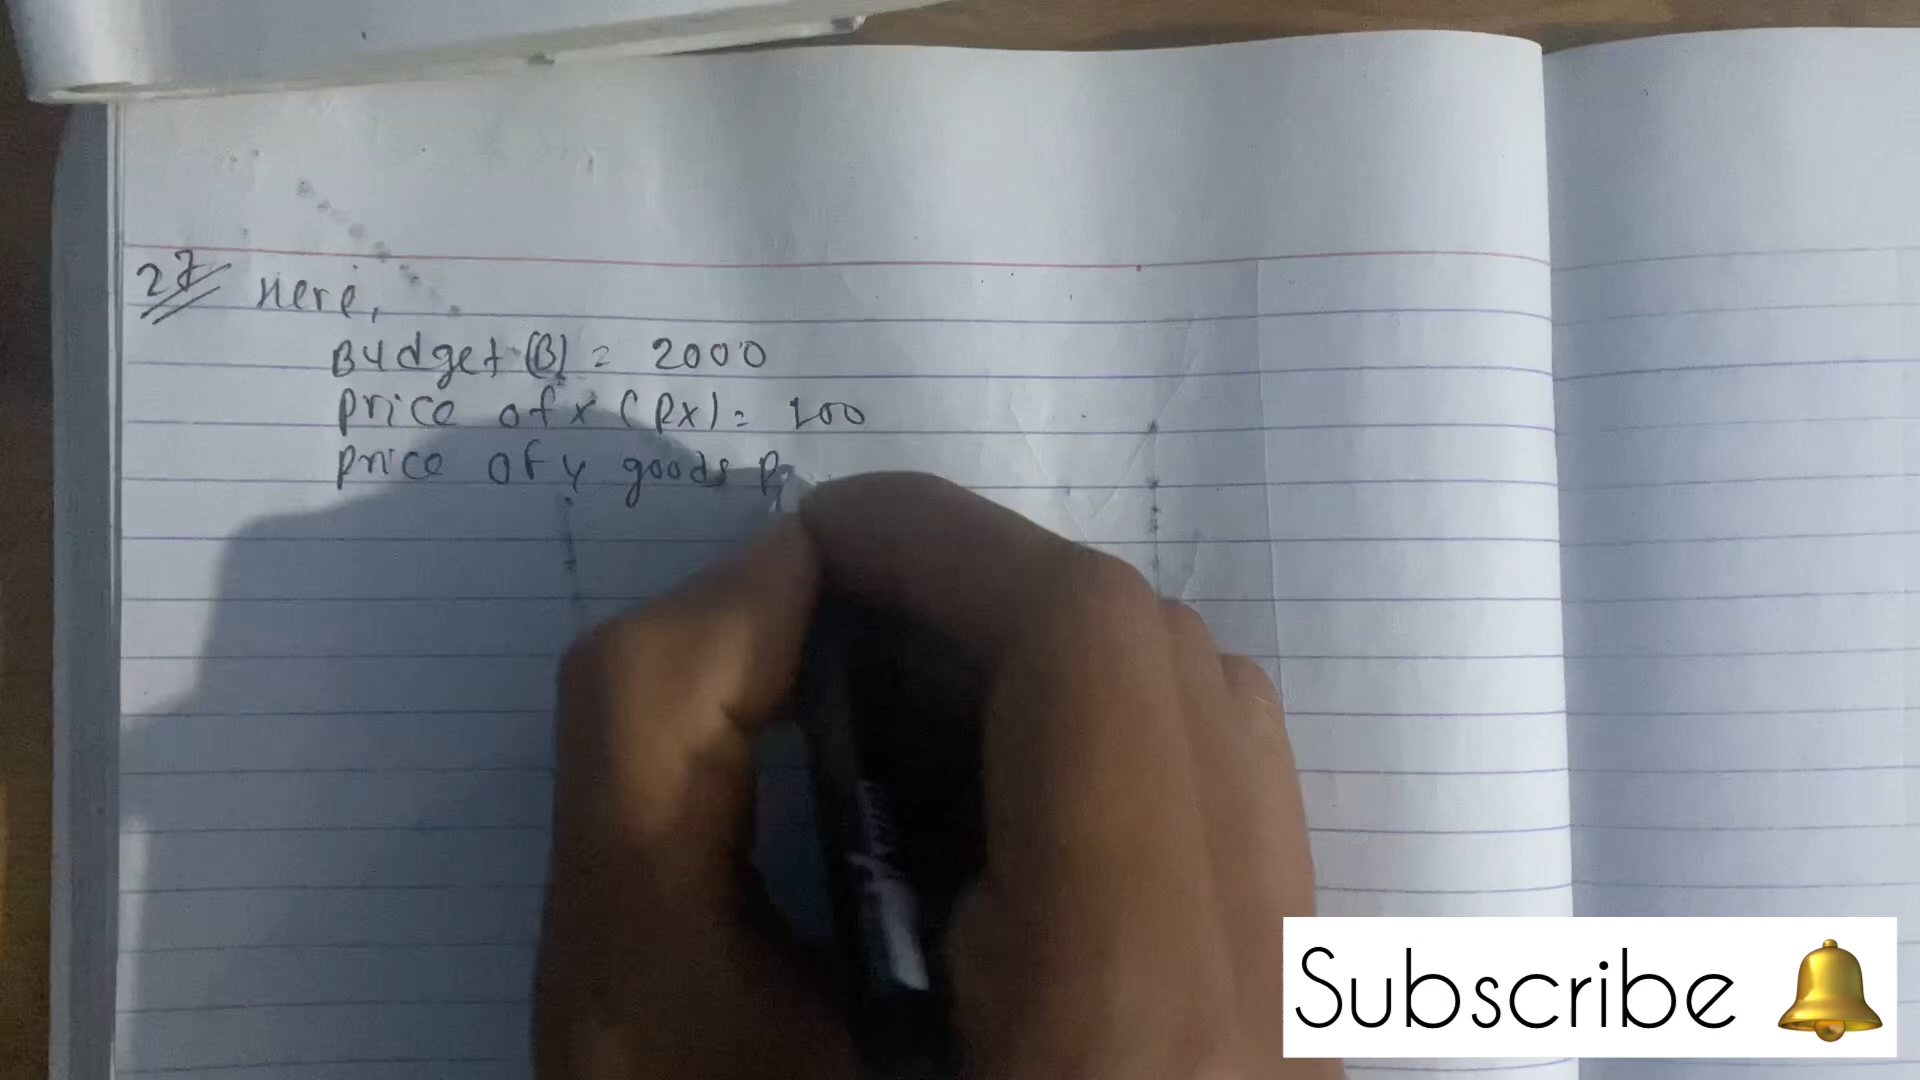 27 Here,
Budget (B) = 2000
price of x (Px) = 100
price of y goods P
Subscribe